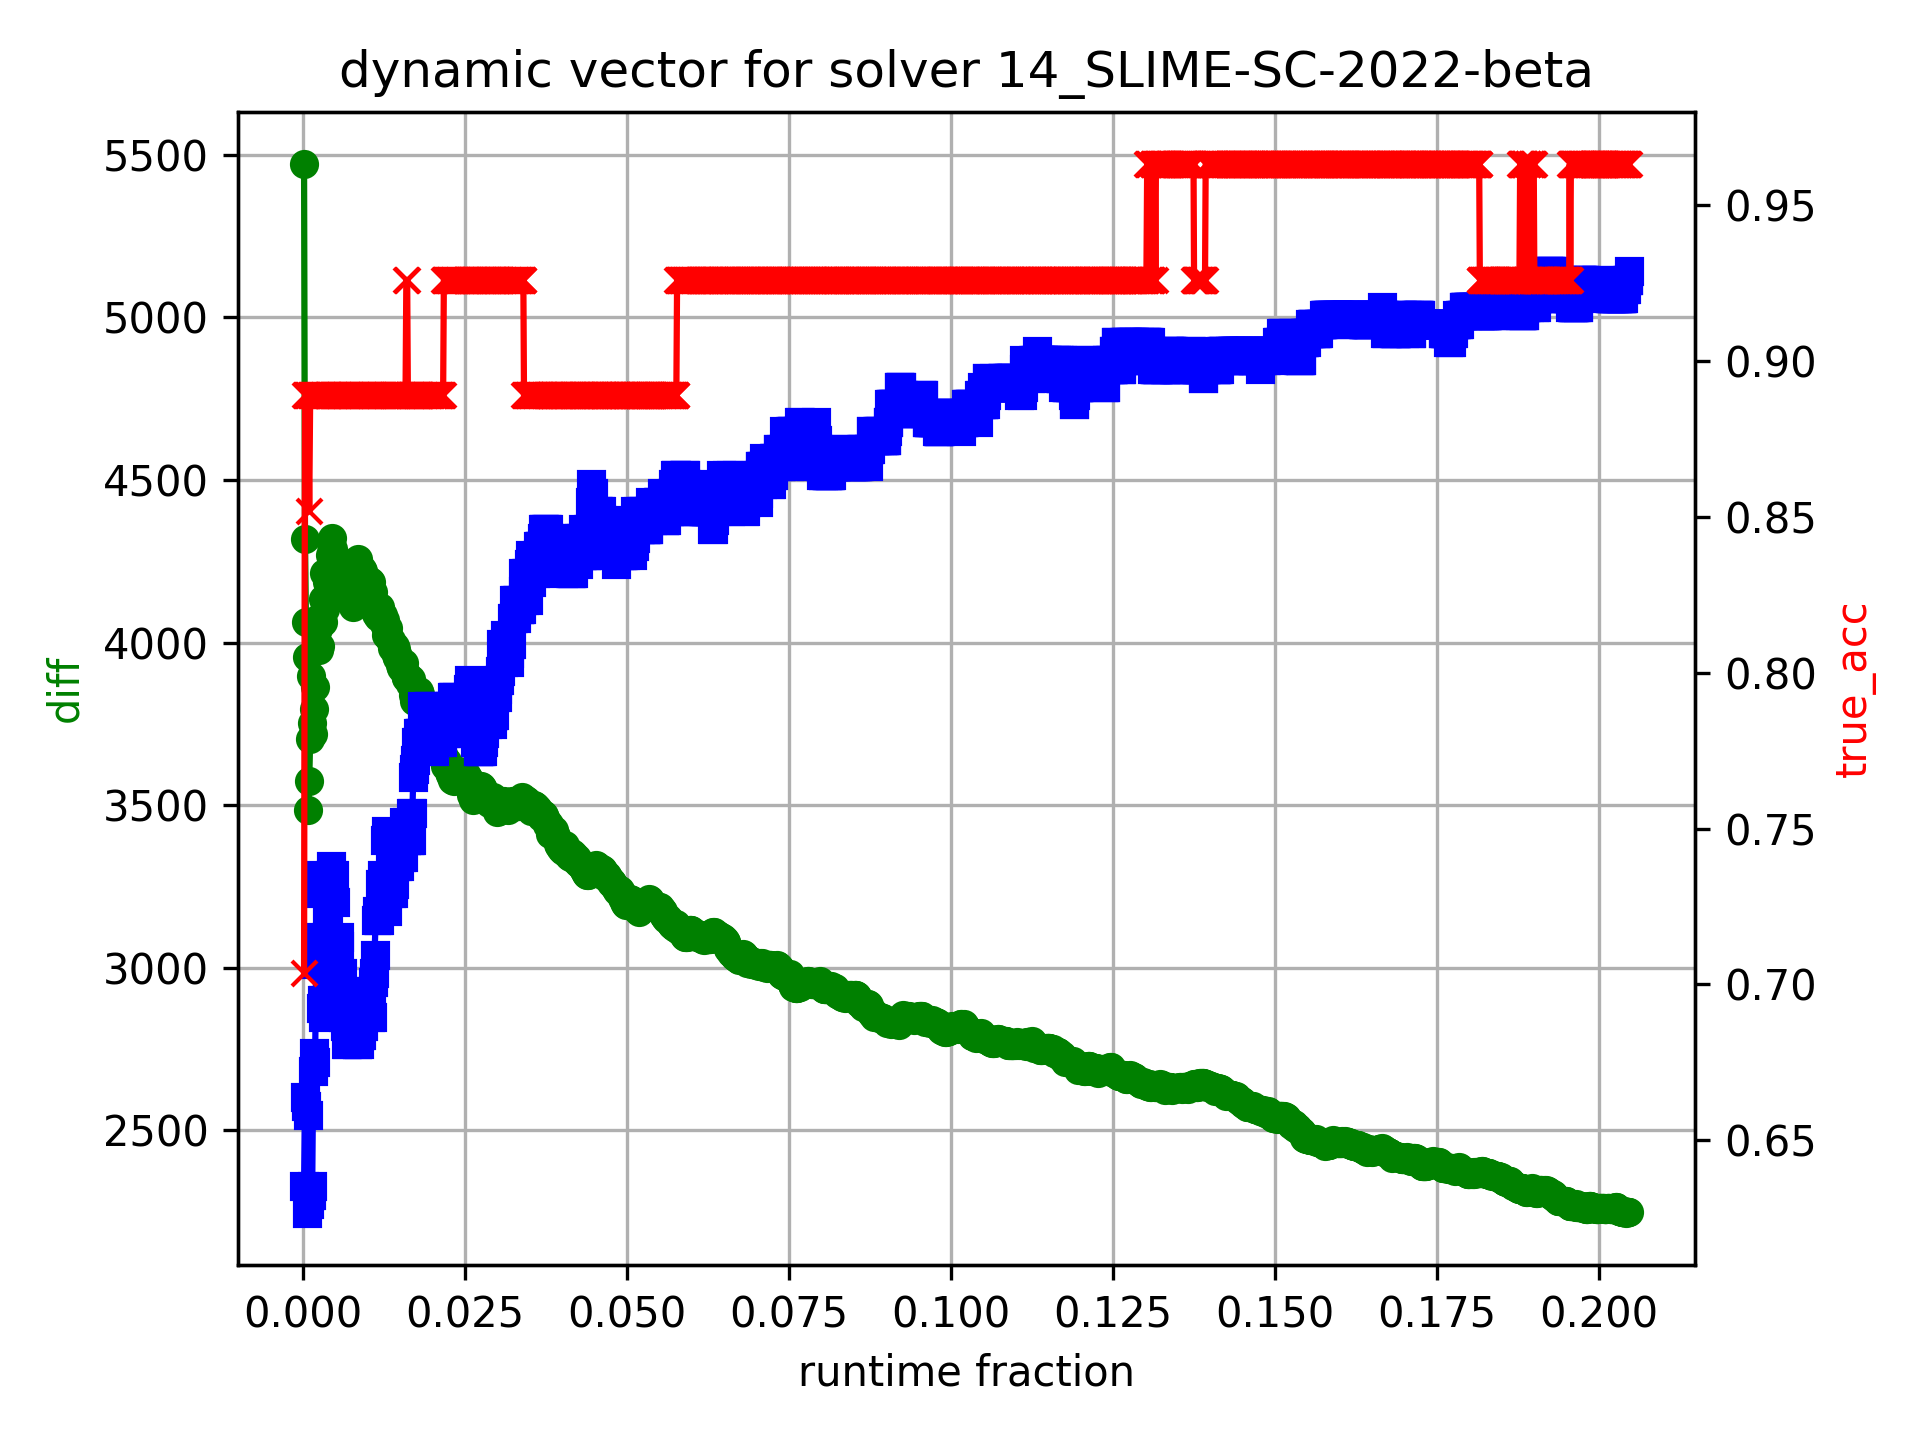 dynamic vector for solver 14_SLIME-SC-2022-beta
5500
5000
4500
4000
3500
3000
2500
diff
0.95
0.90
0.85
0.80
0.75
0.70
0.65
true_acc
0.000 0.025 0.050 0.075 0.100 0.125 0.150 0.175 0.200
runtime fraction